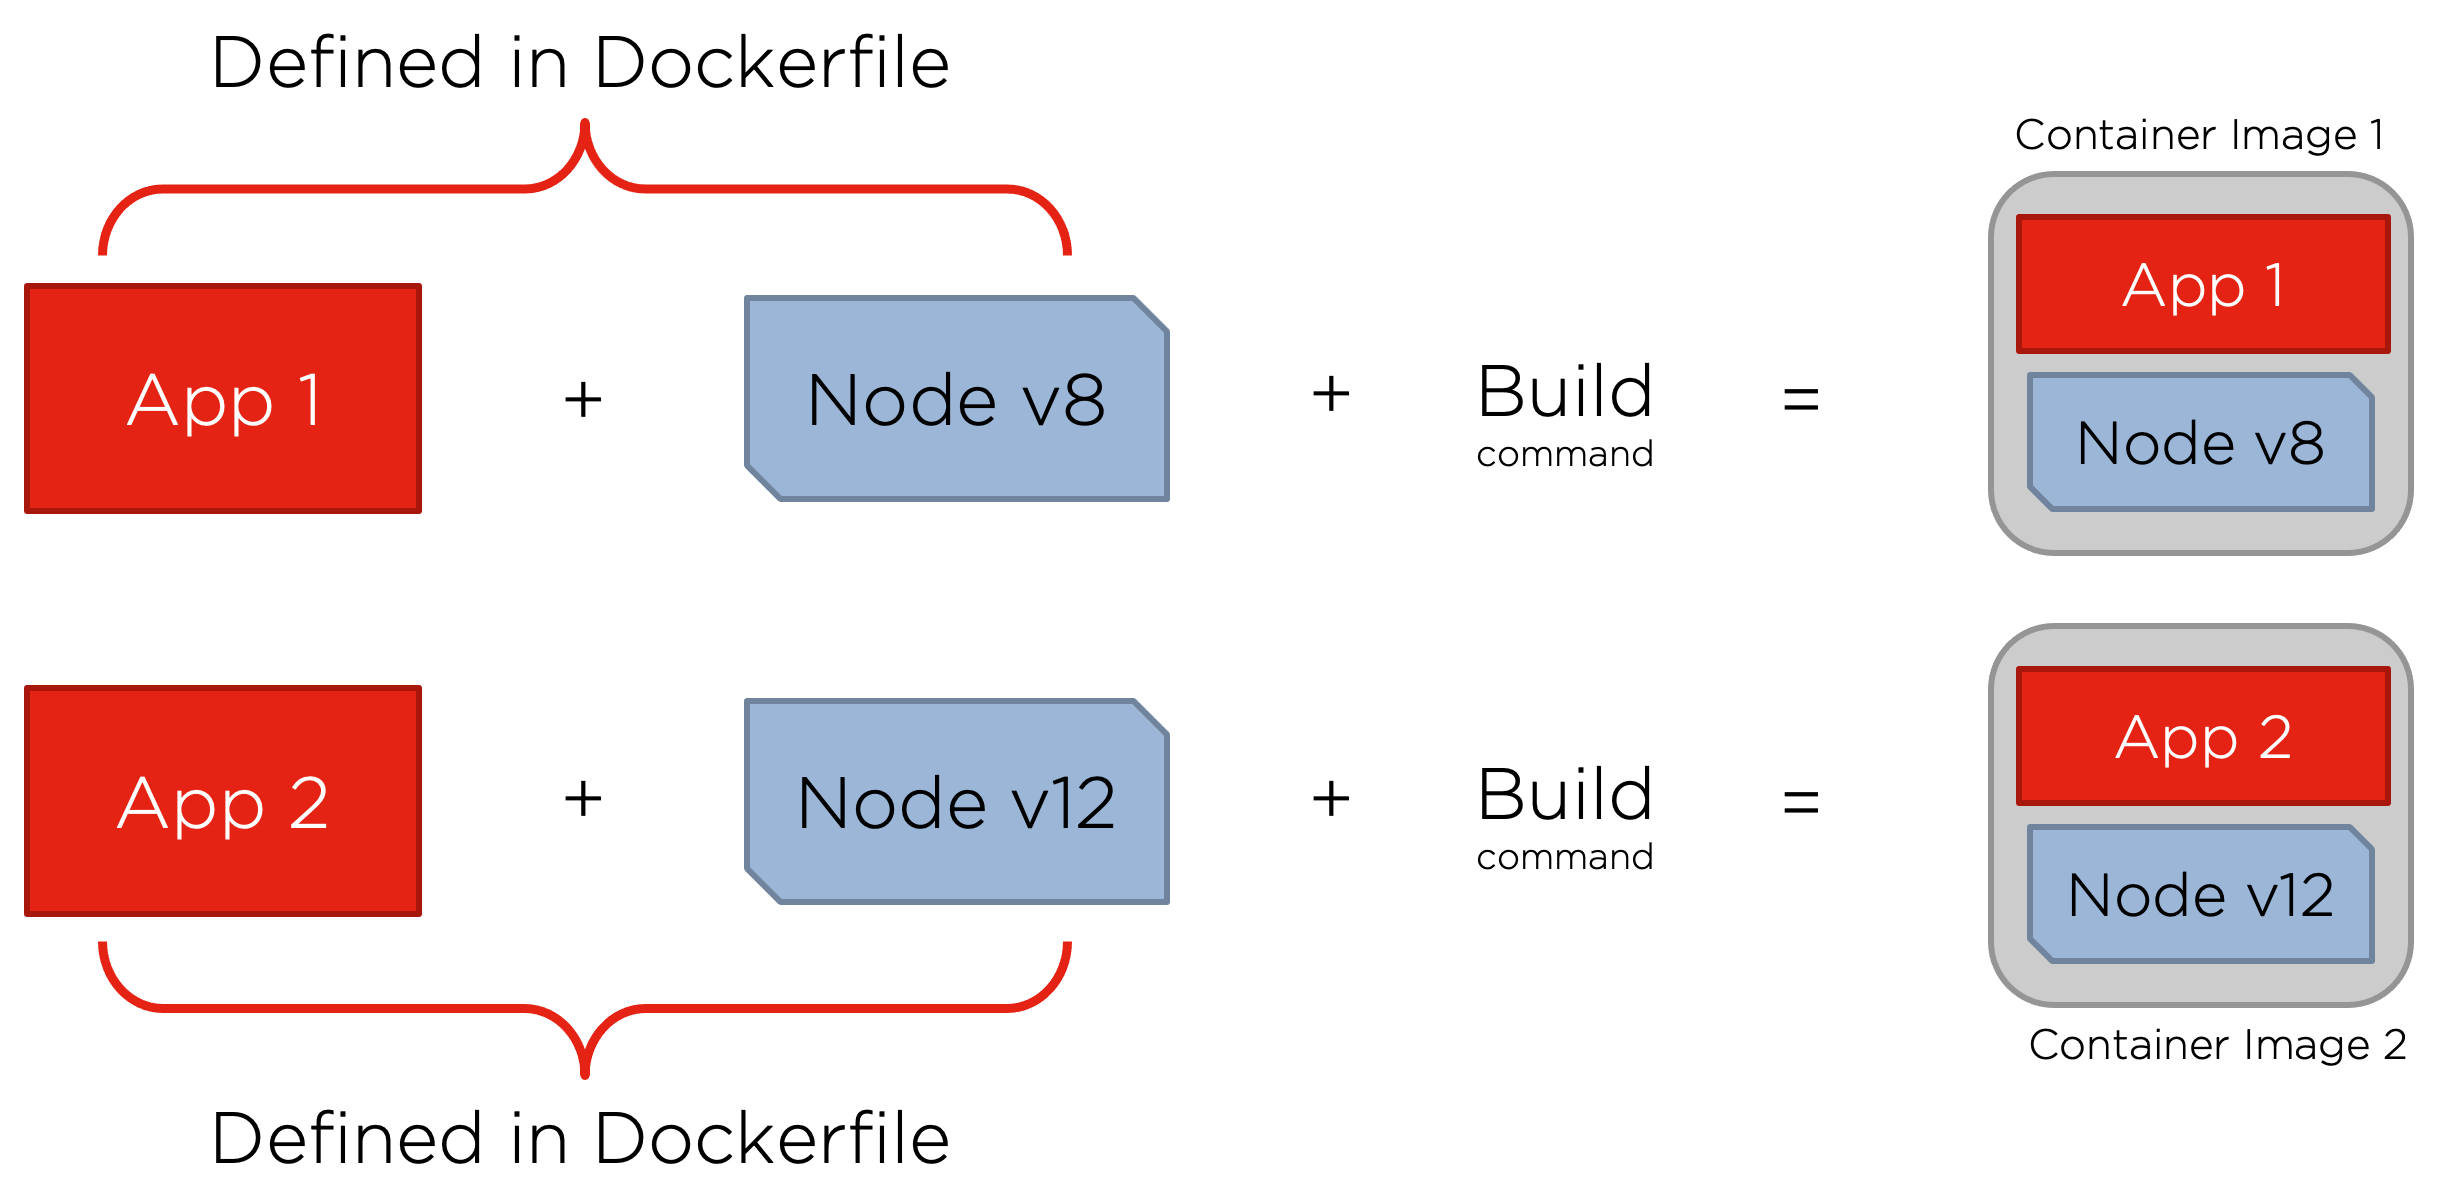 Defined in Dockerfile
Container Image 1
App 1
+
Node v8
+
Build
command
=
App 1
Node v8
App 2
+
Node v12
+
Build
command
=
App 2
Node v12
Container Image 2
Defined in Dockerfile